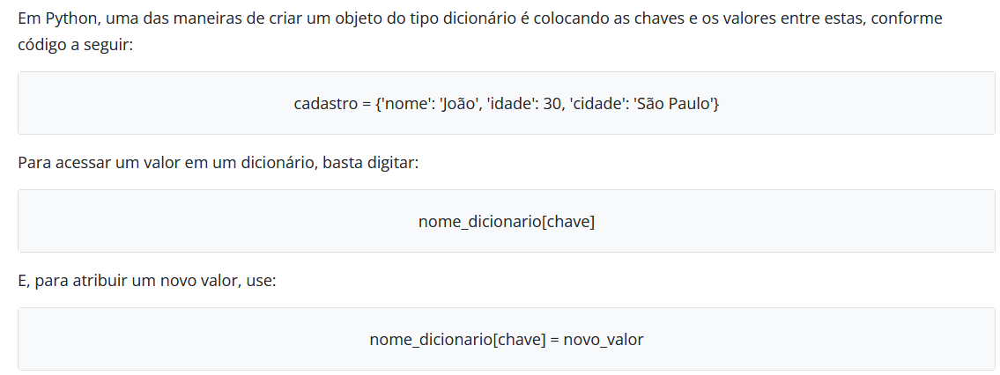 Em Python, uma das maneiras de criar um objeto do tipo dicionário é colocando as chaves e os valores entre estas, conforme
código a seguir:
cadastro = {'nome': 'João', 'idade': 30, 'cidade': 'São Paulo'}
Para acessar um valor em um dicionário, basta digitar:
nome_dicionario[chave]
E, para atribuir um novo valor, use:
nome_dicionario[chave] = novo_valor